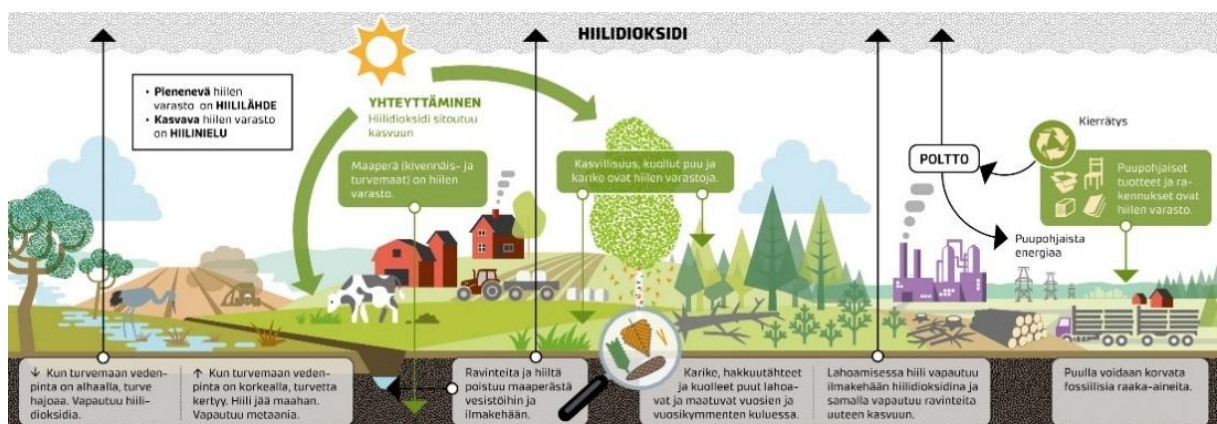 HIILIDIOKSIDI
• Pienenevä hiilen
varasto on HIILILÄHDE
• Kasvava hiilen varasto
on HIILINIELU
YHTEYTTÄMINEN
Hiilidioksidi sitoutuu
kasvuun
Maaperä (kivennäis- ja
turvemaat) on hiilen
varasto.
Kasvillisuus, kuollut puu ja
karike ovat hiilen varastoja.
POLTTO
Kierrätys
Puupohjaiset
tuotteet ja ra-
kennukset ovat
hiilen varasto.
Puupohjaista
energiaa
↓ Kun turvemaan veden-
pinta on alhaalla, turve
hajoaa. Vapautuu hiili-
dioksidia.
↑ Kun turvemaan veden-
pinta on korkealla, turvetta
kertyy. Hiili jää maahan.
Vapautuu metaania.
Ravinteita ja hiiltä
poistuu maaperästä
vesistöihin ja
ilmakehään.
Karike, hakkuutähteet
ja kuolleet puut lahoa-
vat ja maatuvat vuosien ja
vuosikymmenten kuluessa.
Lahoamisessa hiili vapautuu
ilmakehään hiilidioksidina ja
samalla vapautuu ravinteita
uuteen kasvuun.
Puulla voidaan korvata
fossiilisia raaka-aineita.